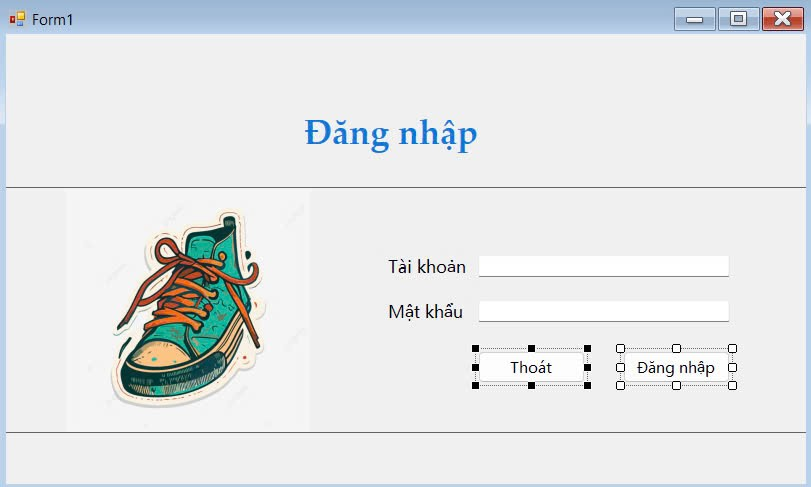 Form1
Đăng nhập
Tài khoản
Mật khẩu
Thoát
Đăng nhập